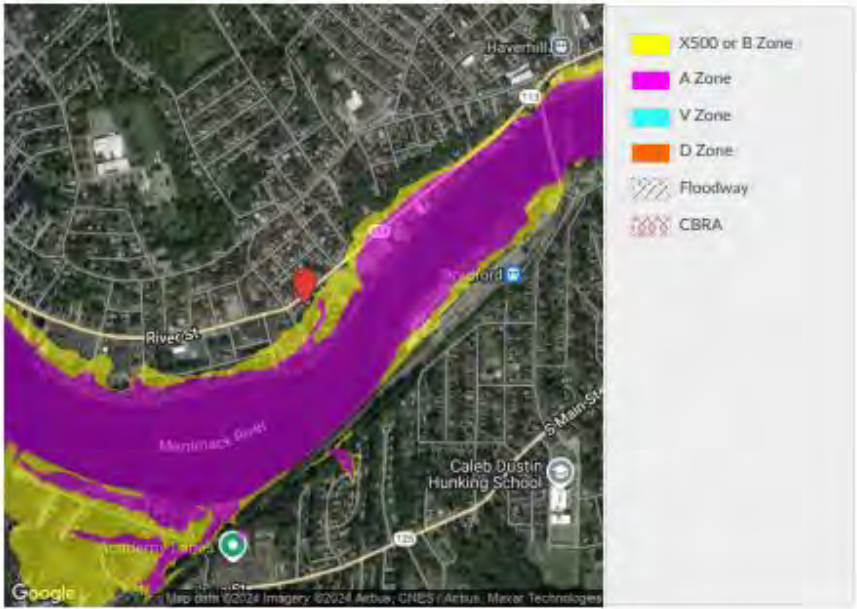 Haverhill
113
Bradford
River St
Merrimack River
S Main St
Caleb Dustin
Hunking School
125
Academy Lanes
St
Google
Map data ©2024 Imagery ©2024 Airbus, CNES / Airbus, Maxar Technologies
X500 or B Zone
A Zone
V Zone
D Zone
Floodway
CBRA